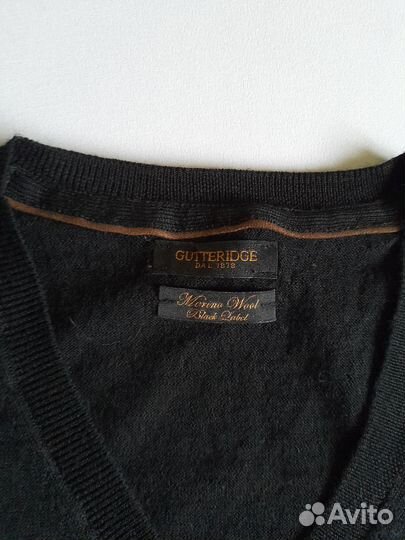 GUTTERIDGE
DAL 1878
Merino Wool
Black Label
Avito